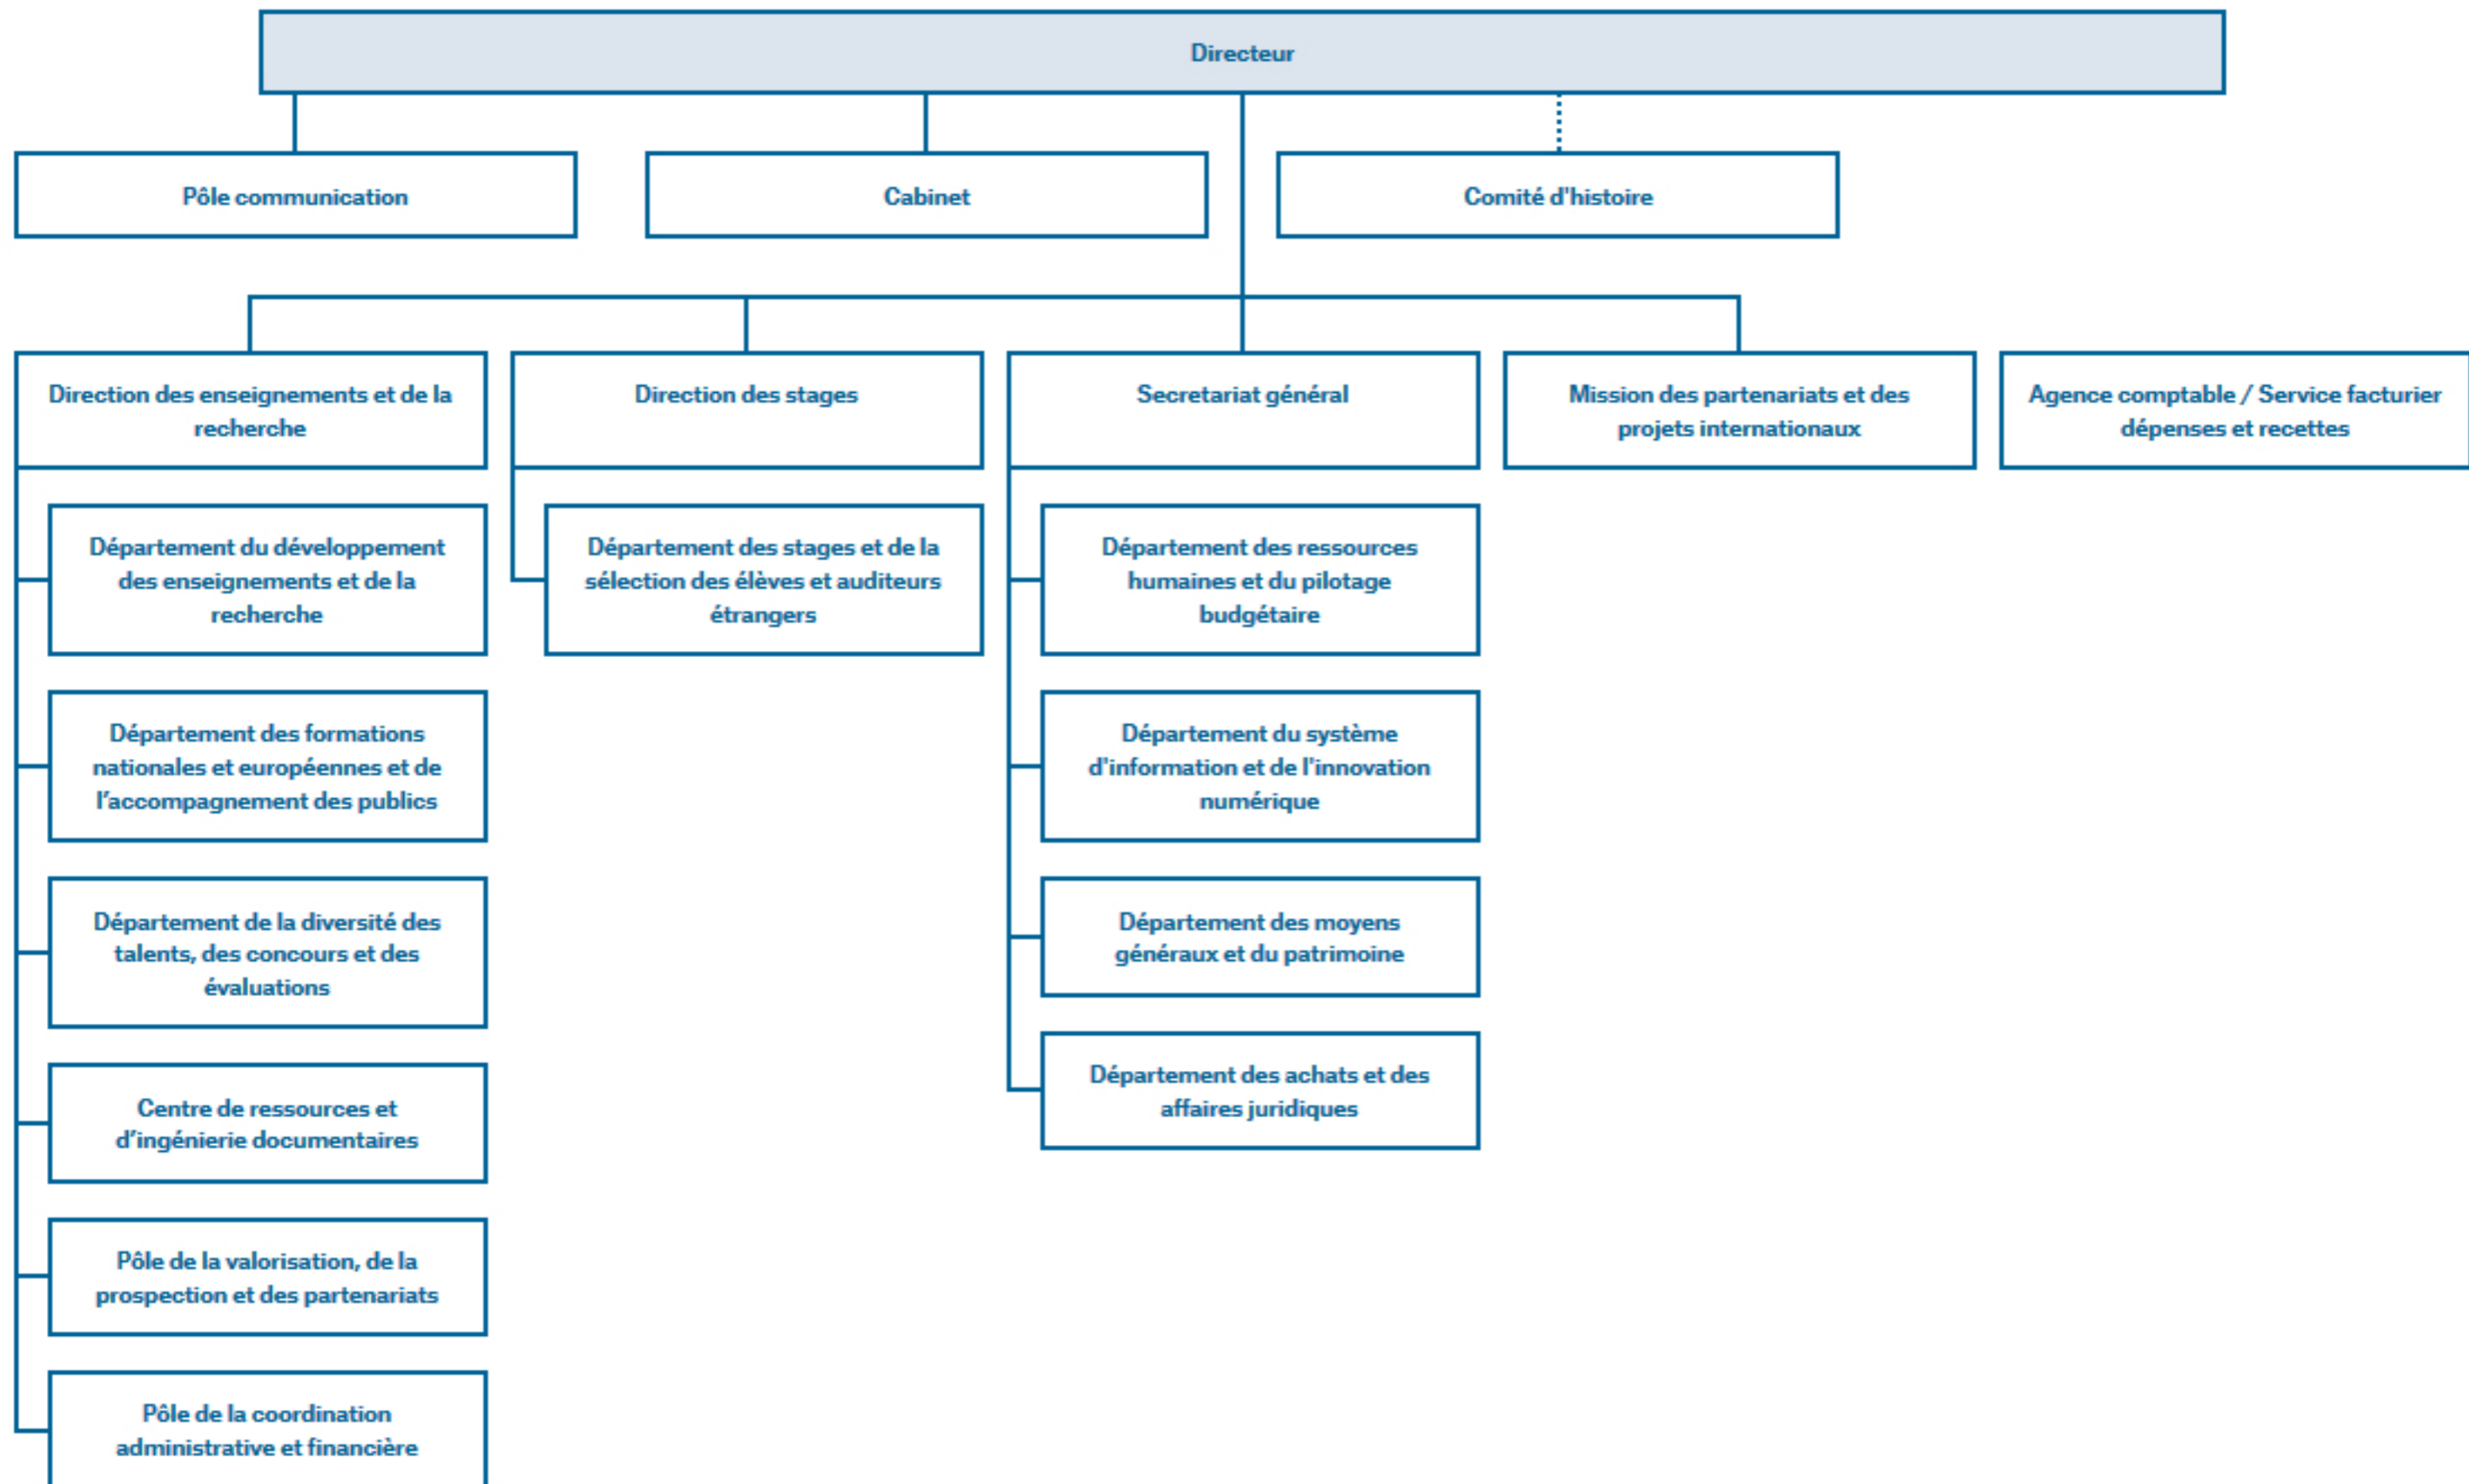 Directeur
Pôle communication
Cabinet
Comité d'histoire
Direction des enseignements et de la
recherche
Direction des stages
Secretariat général
Mission des partenariats et des
projets internationaux
Agence comptable / Service facturier
dépenses et recettes
Département du développement
des enseignements et de la
recherche
Département des stages et de la
sélection des élèves et auditeurs
étrangers
Département des ressources
humaines et du pilotage
budgétaire
Département des formations
nationales et européennes et de
l’accompagnement des publics
Département du système
d'information et de l'innovation
numérique
Département de la diversité des
talents, des concours et des
évaluations
Département des moyens
généraux et du patrimoine
Centre de ressources et
d’ingénierie documentaires
Département des achats et des
affaires juridiques
Pôle de la valorisation, de la
prospection et des partenariats
Pôle de la coordination
administrative et financière